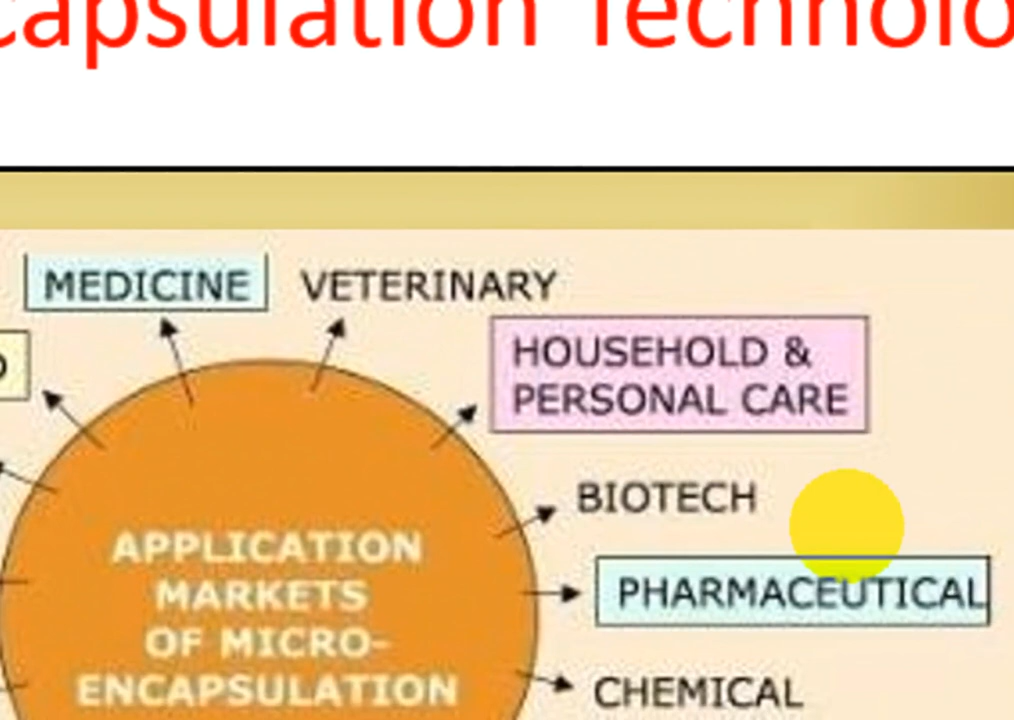 capsulation Technolo
MEDICINE
VETERINARY
HOUSEHOLD &
PERSONAL CARE
BIOTECH
PHARMACEUTICAL
CHEMICAL
APPLICATION
MARKETS
OF MICRO-
ENCAPSULATION